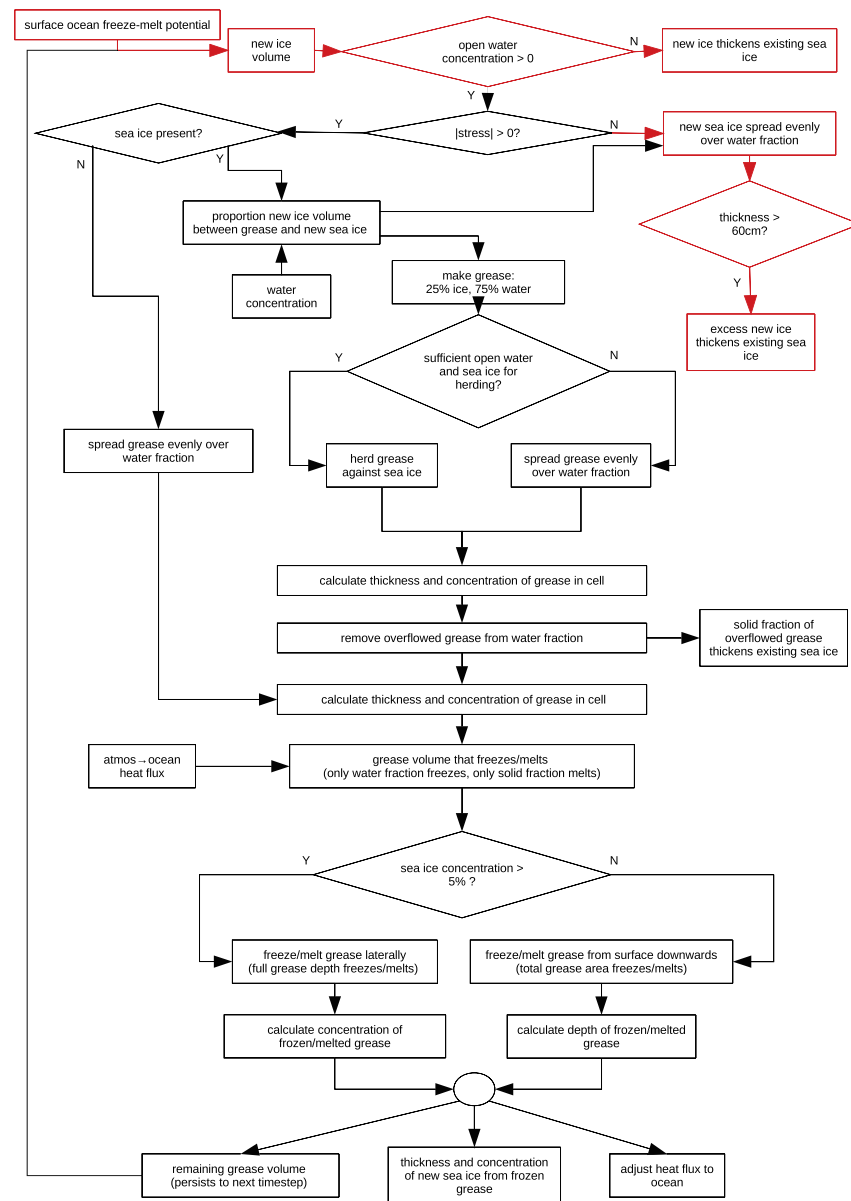 surface ocean freeze-melt potential
new ice
volume
open water
concentration > 0
N
new ice thickens existing sea
ice
Y
sea ice present?
Y
|stress| > 0?
N
new sea ice spread evenly
over water fraction
N
Y
proportion new ice volume
between grease and new sea ice
thickness >
60cm?
water
concentration
make grease:
25% ice, 75% water
Y
excess new ice
thickens existing sea
ice
Y
sufficient open water
and sea ice for
herding?
N
spread grease evenly over
water fraction
herd grease
against sea ice
spread grease evenly
over water fraction
calculate thickness and concentration of grease in cell
remove overflowed grease from water fraction
solid fraction of
overflowed grease
thickens existing sea ice
calculate thickness and concentration of grease in cell
atmos→ocean
heat flux
grease volume that freezes/melts
(only water fraction freezes, only solid fraction melts)
Y
sea ice concentration >
5% ?
N
freeze/melt grease laterally
(full grease depth freezes/melts)
freeze/melt grease from surface downwards
(total grease area freezes/melts)
calculate concentration of
frozen/melted grease
calculate depth of frozen/melted
grease
remaining grease volume
(persists to next timestep)
thickness and concentration
of new sea ice from frozen
grease
adjust heat flux to
ocean